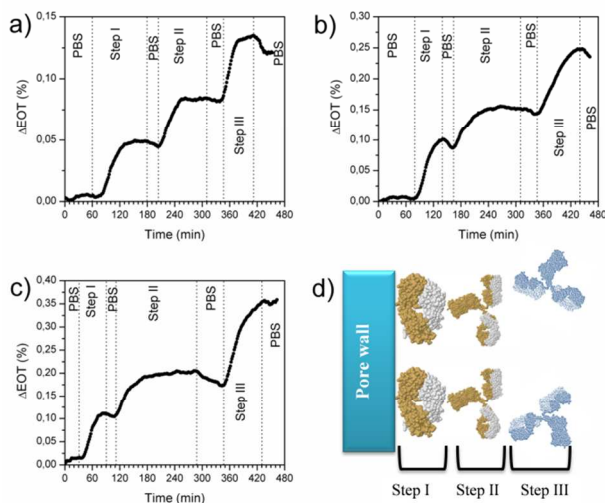 a)
PBS
Step I
PBS
Step II
PBS
Step III
PBS
0,15
0,10
0,05
0,00
ΔEOT (%)
0 60 120 180 240 300 360 420 480
Time (min)
b)
PBS
Step I
PBS
Step II
PBS
Step III
PBS
0,30
0,25
0,20
0,15
0,10
0,05
0,00
ΔEOT (%)
0 60 120 180 240 300 360 420 480
Time (min)
c)
PBS
Step I
PBS
Step II
PBS
Step III
PBS
0,40
0,35
0,30
0,25
0,20
0,15
0,10
0,05
0,00
ΔEOT (%)
0 60 120 180 240 300 360 420 480
Time (min)
d)
Pore wall
Step I Step II Step III